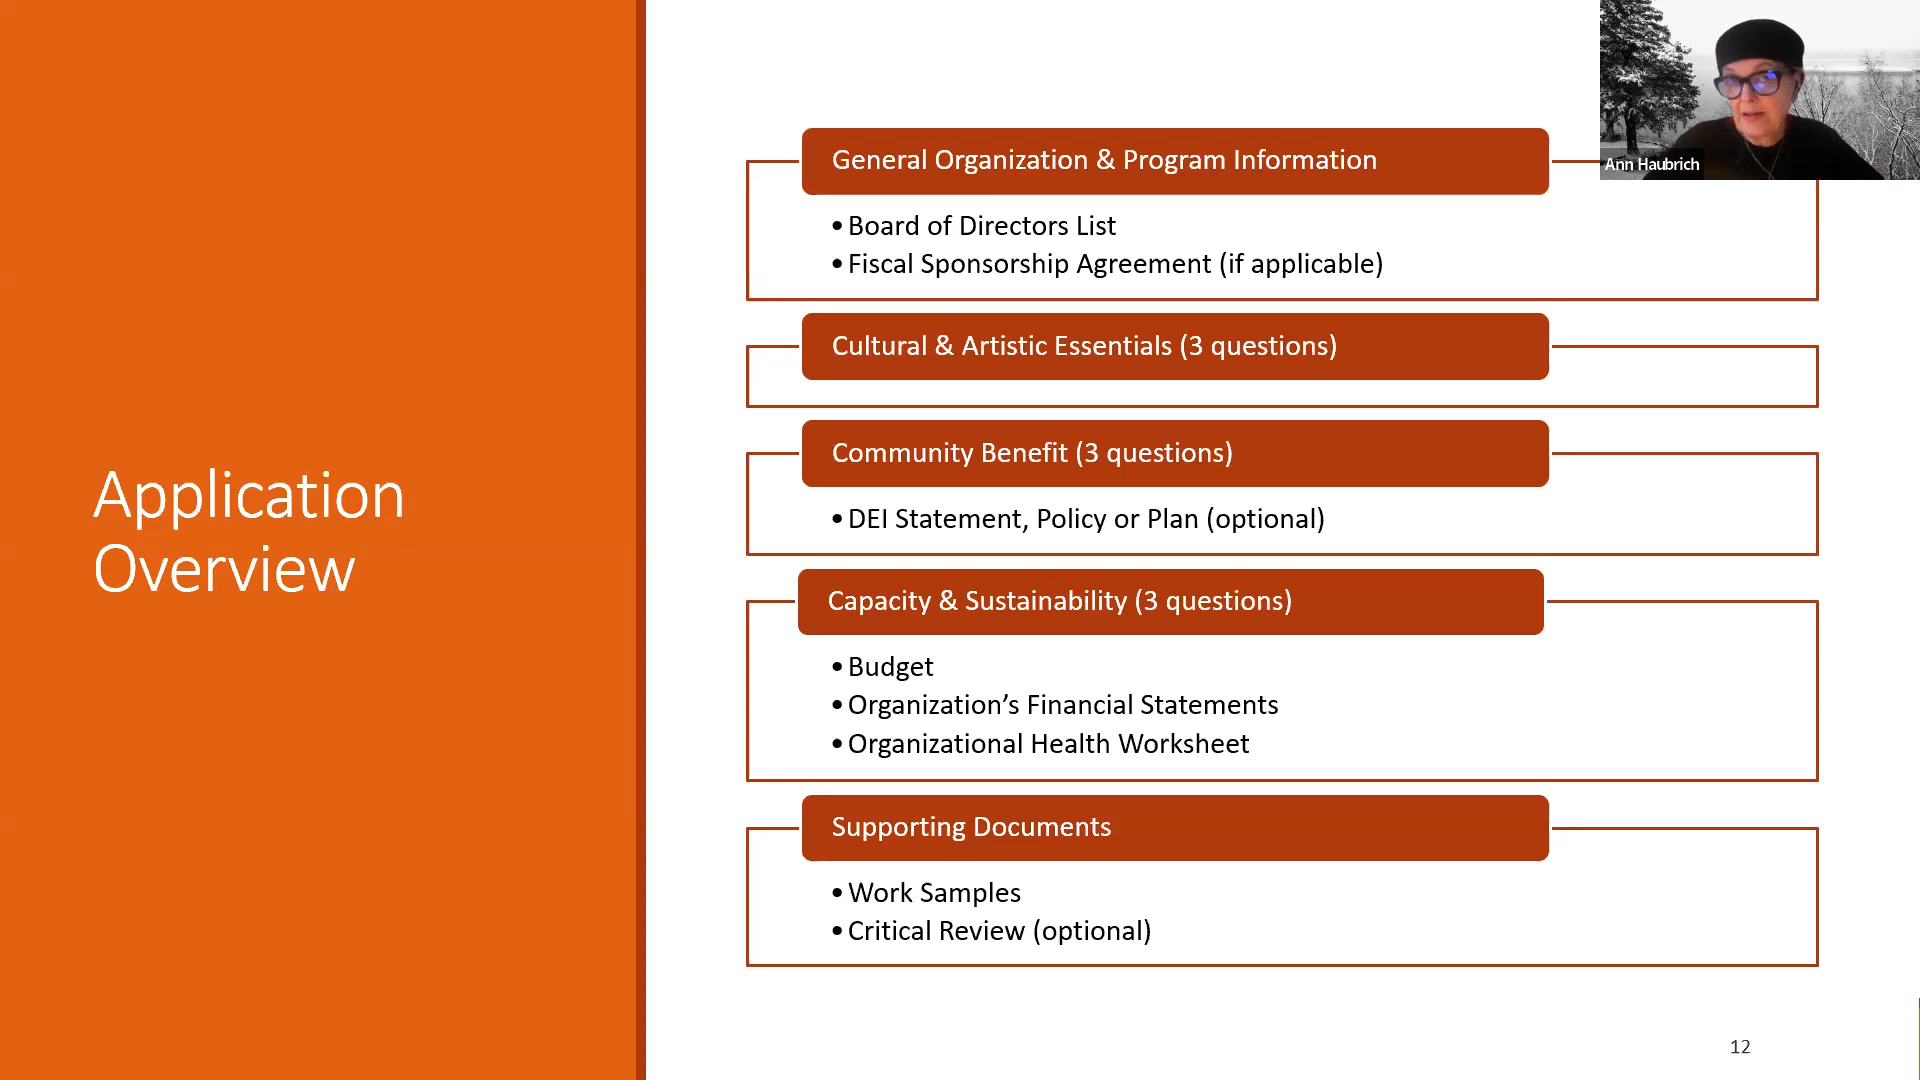 Application
Overview
General Organization & Program Information
•Board of Directors List
•Fiscal Sponsorship Agreement (if applicable)
Cultural & Artistic Essentials (3 questions)
Community Benefit (3 questions)
•DEI Statement, Policy or Plan (optional)
Capacity & Sustainability (3 questions)
•Budget
•Organization’s Financial Statements
•Organizational Health Worksheet
Supporting Documents
•Work Samples
•Critical Review (optional)
Ann Haubrich
12